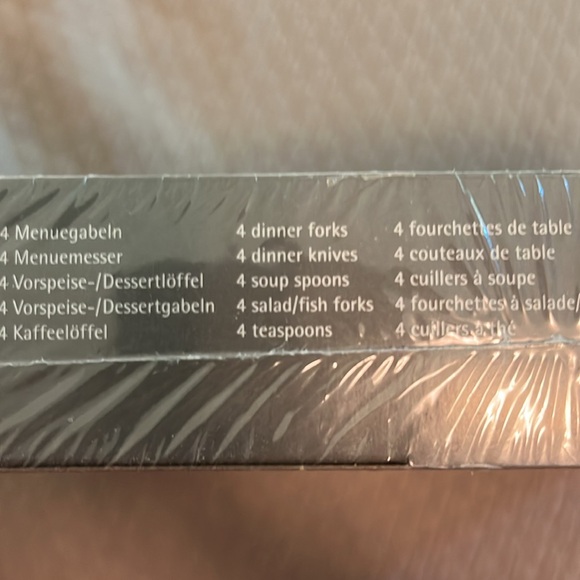 4 Menuegabeln
4 Menuemesser
4 Vorspeise-/Dessertlöffel
4 Vorspeise-/Dessertgabeln
4 Kaffeelöffel
4 dinner forks
4 dinner knives
4 soup spoons
4 salad/fish forks
4 teaspoons
4 fourchettes de table
4 couteaux de table
4 cuillers à soupe
4 fourchettes à salade/
4 cuillers à thé